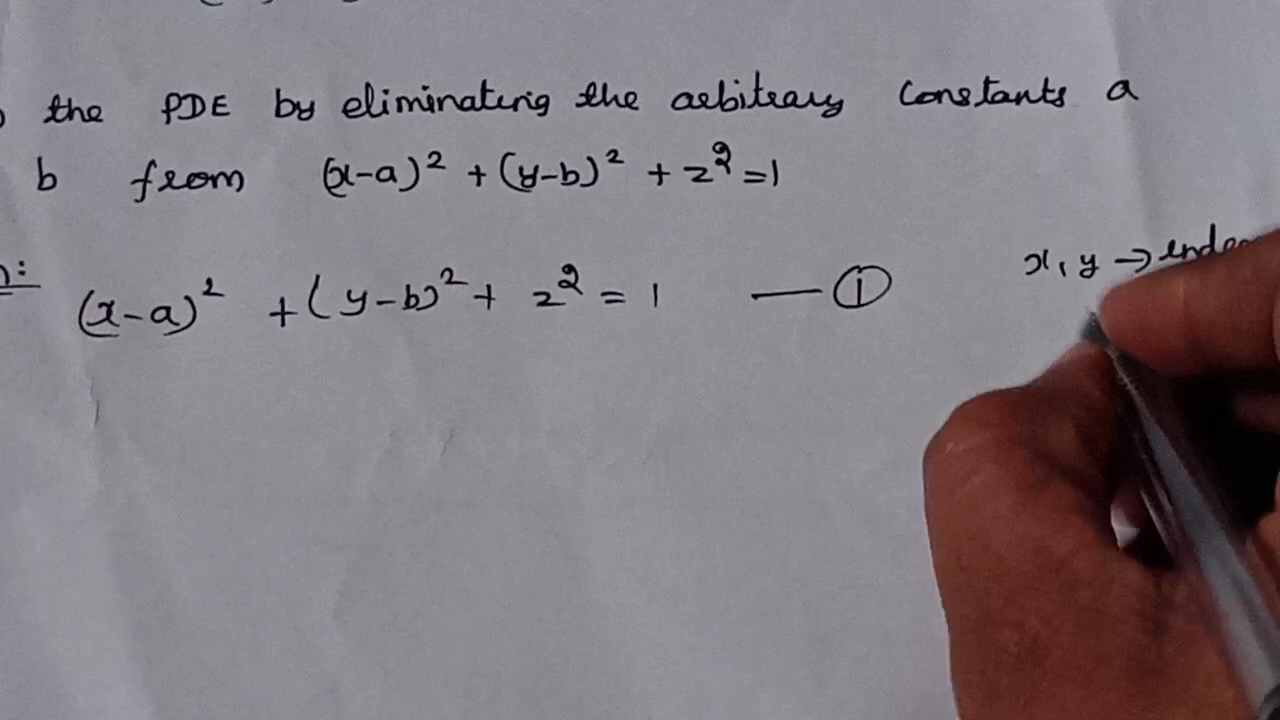 the PDE by eliminating the arbitrary constants a
b from (x-a)² + (y-b)² + z² = 1
(x-a)² + (y-b)² + z² = 1 — ①
x, y →